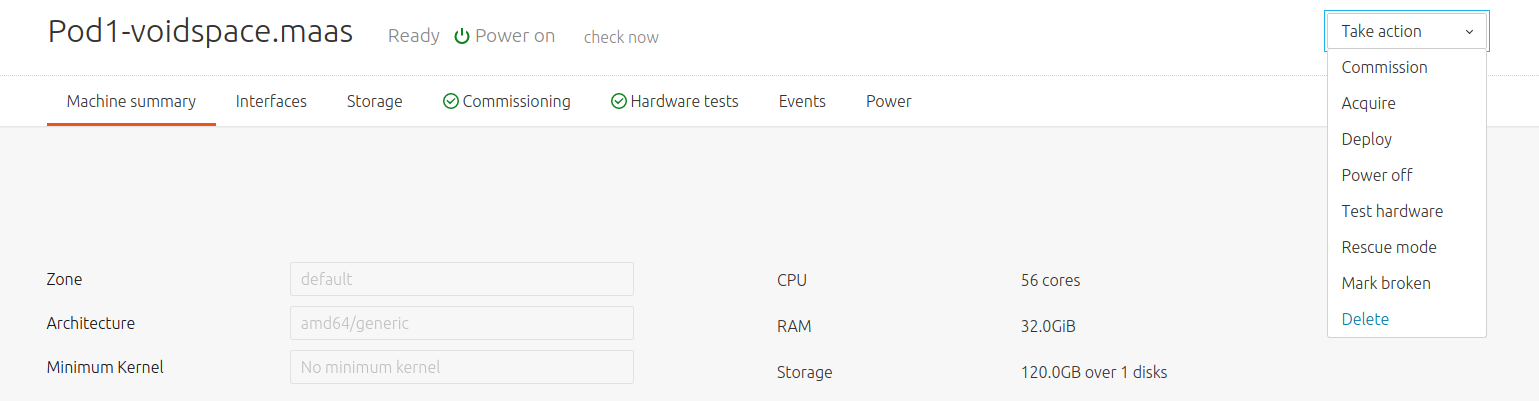 Pod1-voidspace.maas Ready Power on check now Take action
Commission
Acquire
Deploy
Power off
Test hardware
Rescue mode
Mark broken
Delete
Machine summary Interfaces Storage Commissioning Hardware tests Events Power
Zone default
Architecture amd64/generic
Minimum Kernel No minimum kernel
CPU 56 cores
RAM 32.0GiB
Storage 120.0GB over 1 disks